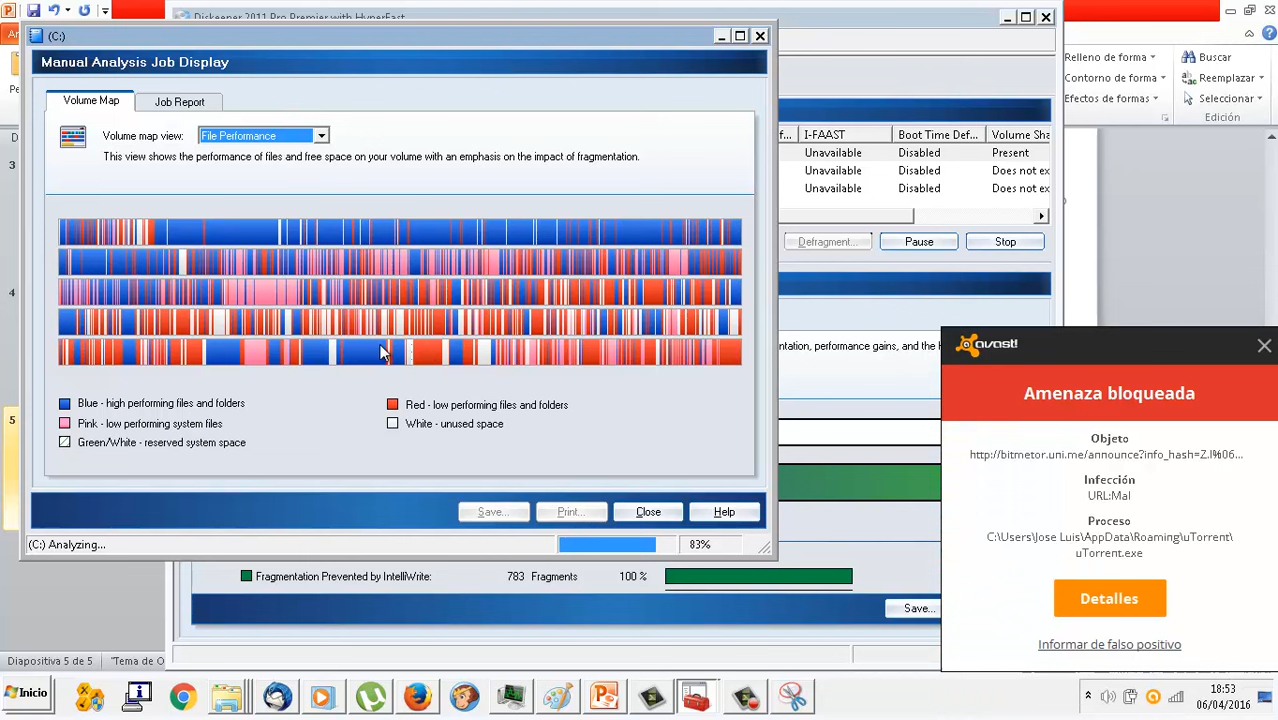 Diskeeper 2011 Pro Premier with HyperFast
(C:)
Manual Analysis Job Display
Volume Map
Job Report
Volume map view:
File Performance
This view shows the performance of files and free space on your volume with an emphasis on the impact of fragmentation.
Blue - high performing files and folders
Red - low performing files and folders
Pink - low performing system files
White - unused space
Green/White - reserved system space
Save...
Print...
Close
Help
(C:) Analyzing...
83%
I-FAAST
Boot Time Def...
Volume Sha
Unavailable
Disabled
Present
Unavailable
Disabled
Does not ex
Unavailable
Disabled
Does not ex
Defragment...
Pause
Stop
performance gains, and the
Fragmentation Prevented by IntelliWrite:
783 Fragments
100 %
Save...
Relleno de forma
Contorno de forma
Efectos de formas
Buscar
Reemplazar
Seleccionar
Edición
3
4
5
avast!
Amenaza bloqueada
Objeto
http://bitmetor.uni.me/announce?info_hash=Z.l%06...
Infección
URL:Mal
Proceso
C:\Users\Jose Luis\AppData\Roaming\uTorrent\
uTorrent.exe
Detalles
Informar de falso positivo
Diapositiva 5 de 5
"Tema de O
Inicio
18:53
06/04/2016